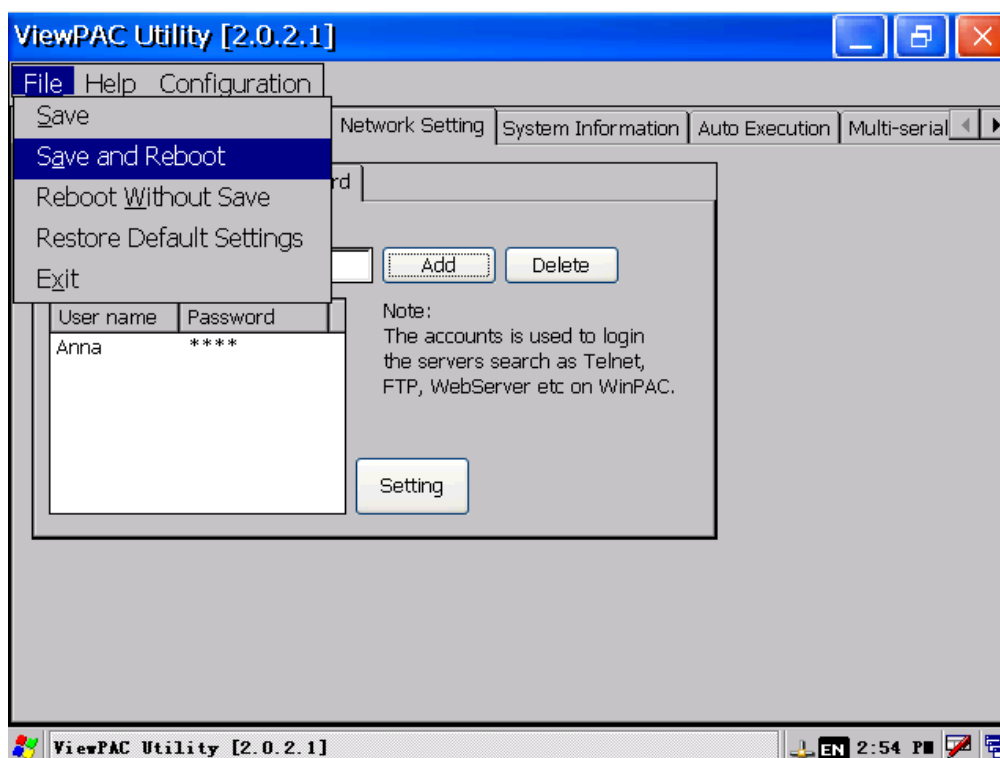 ViewPAC Utility [2.0.2.1]
File Help Configuration
Save
Save and Reboot
Reboot Without Save
Restore Default Settings
Exit
Network Setting System Information Auto Execution Multi-serial
rd
Add Delete
User name Password
Anna ****
Note:
The accounts is used to login
the servers search as Telnet,
FTP, WebServer etc on WinPAC.
Setting
ViewPAC Utility [2.0.2.1] EN 2:54 PM